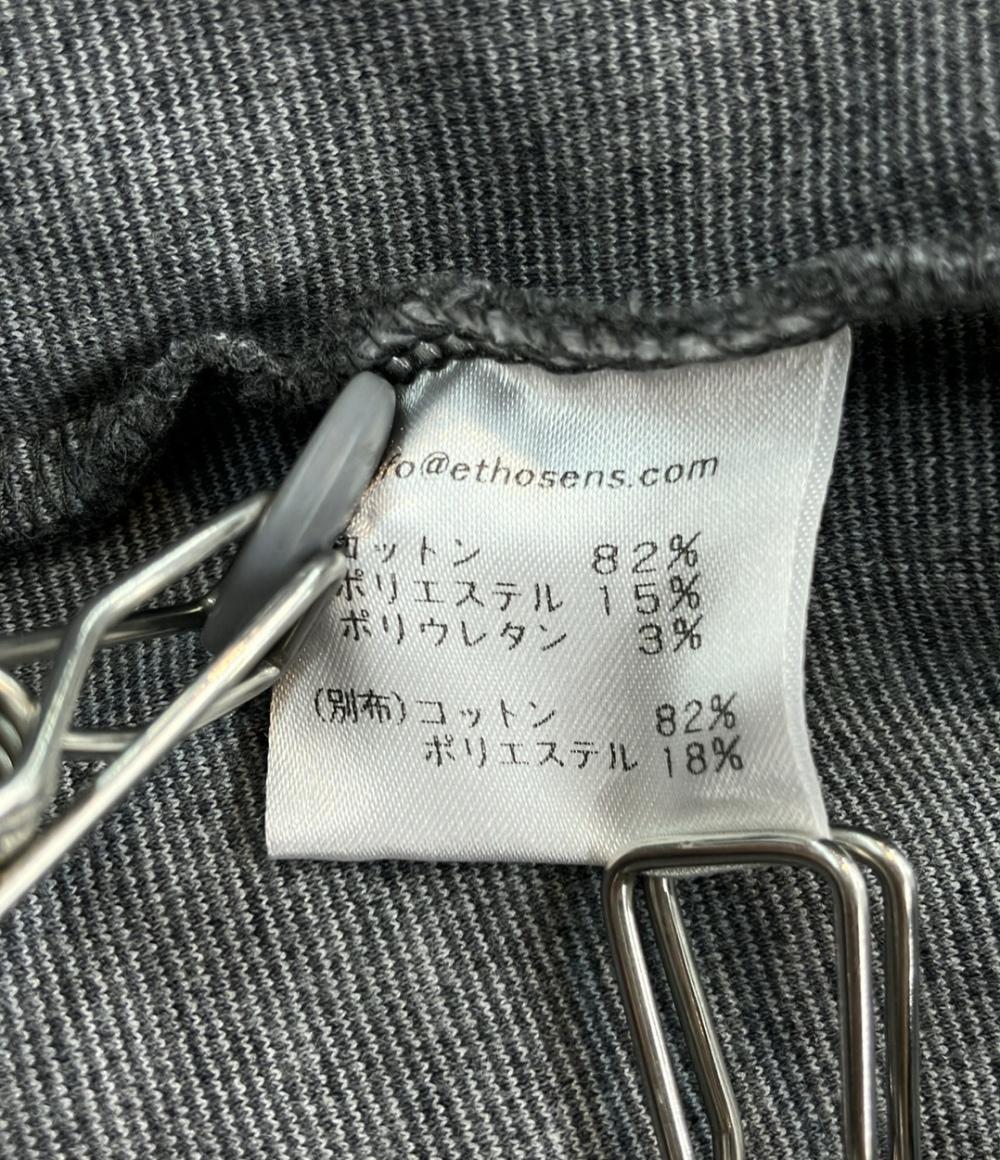 fo@ethosens.com
コットン 82%
ポリエステル 15%
ポリウレタン 3%
(別布)コットン 82%
ポリエステル 18%